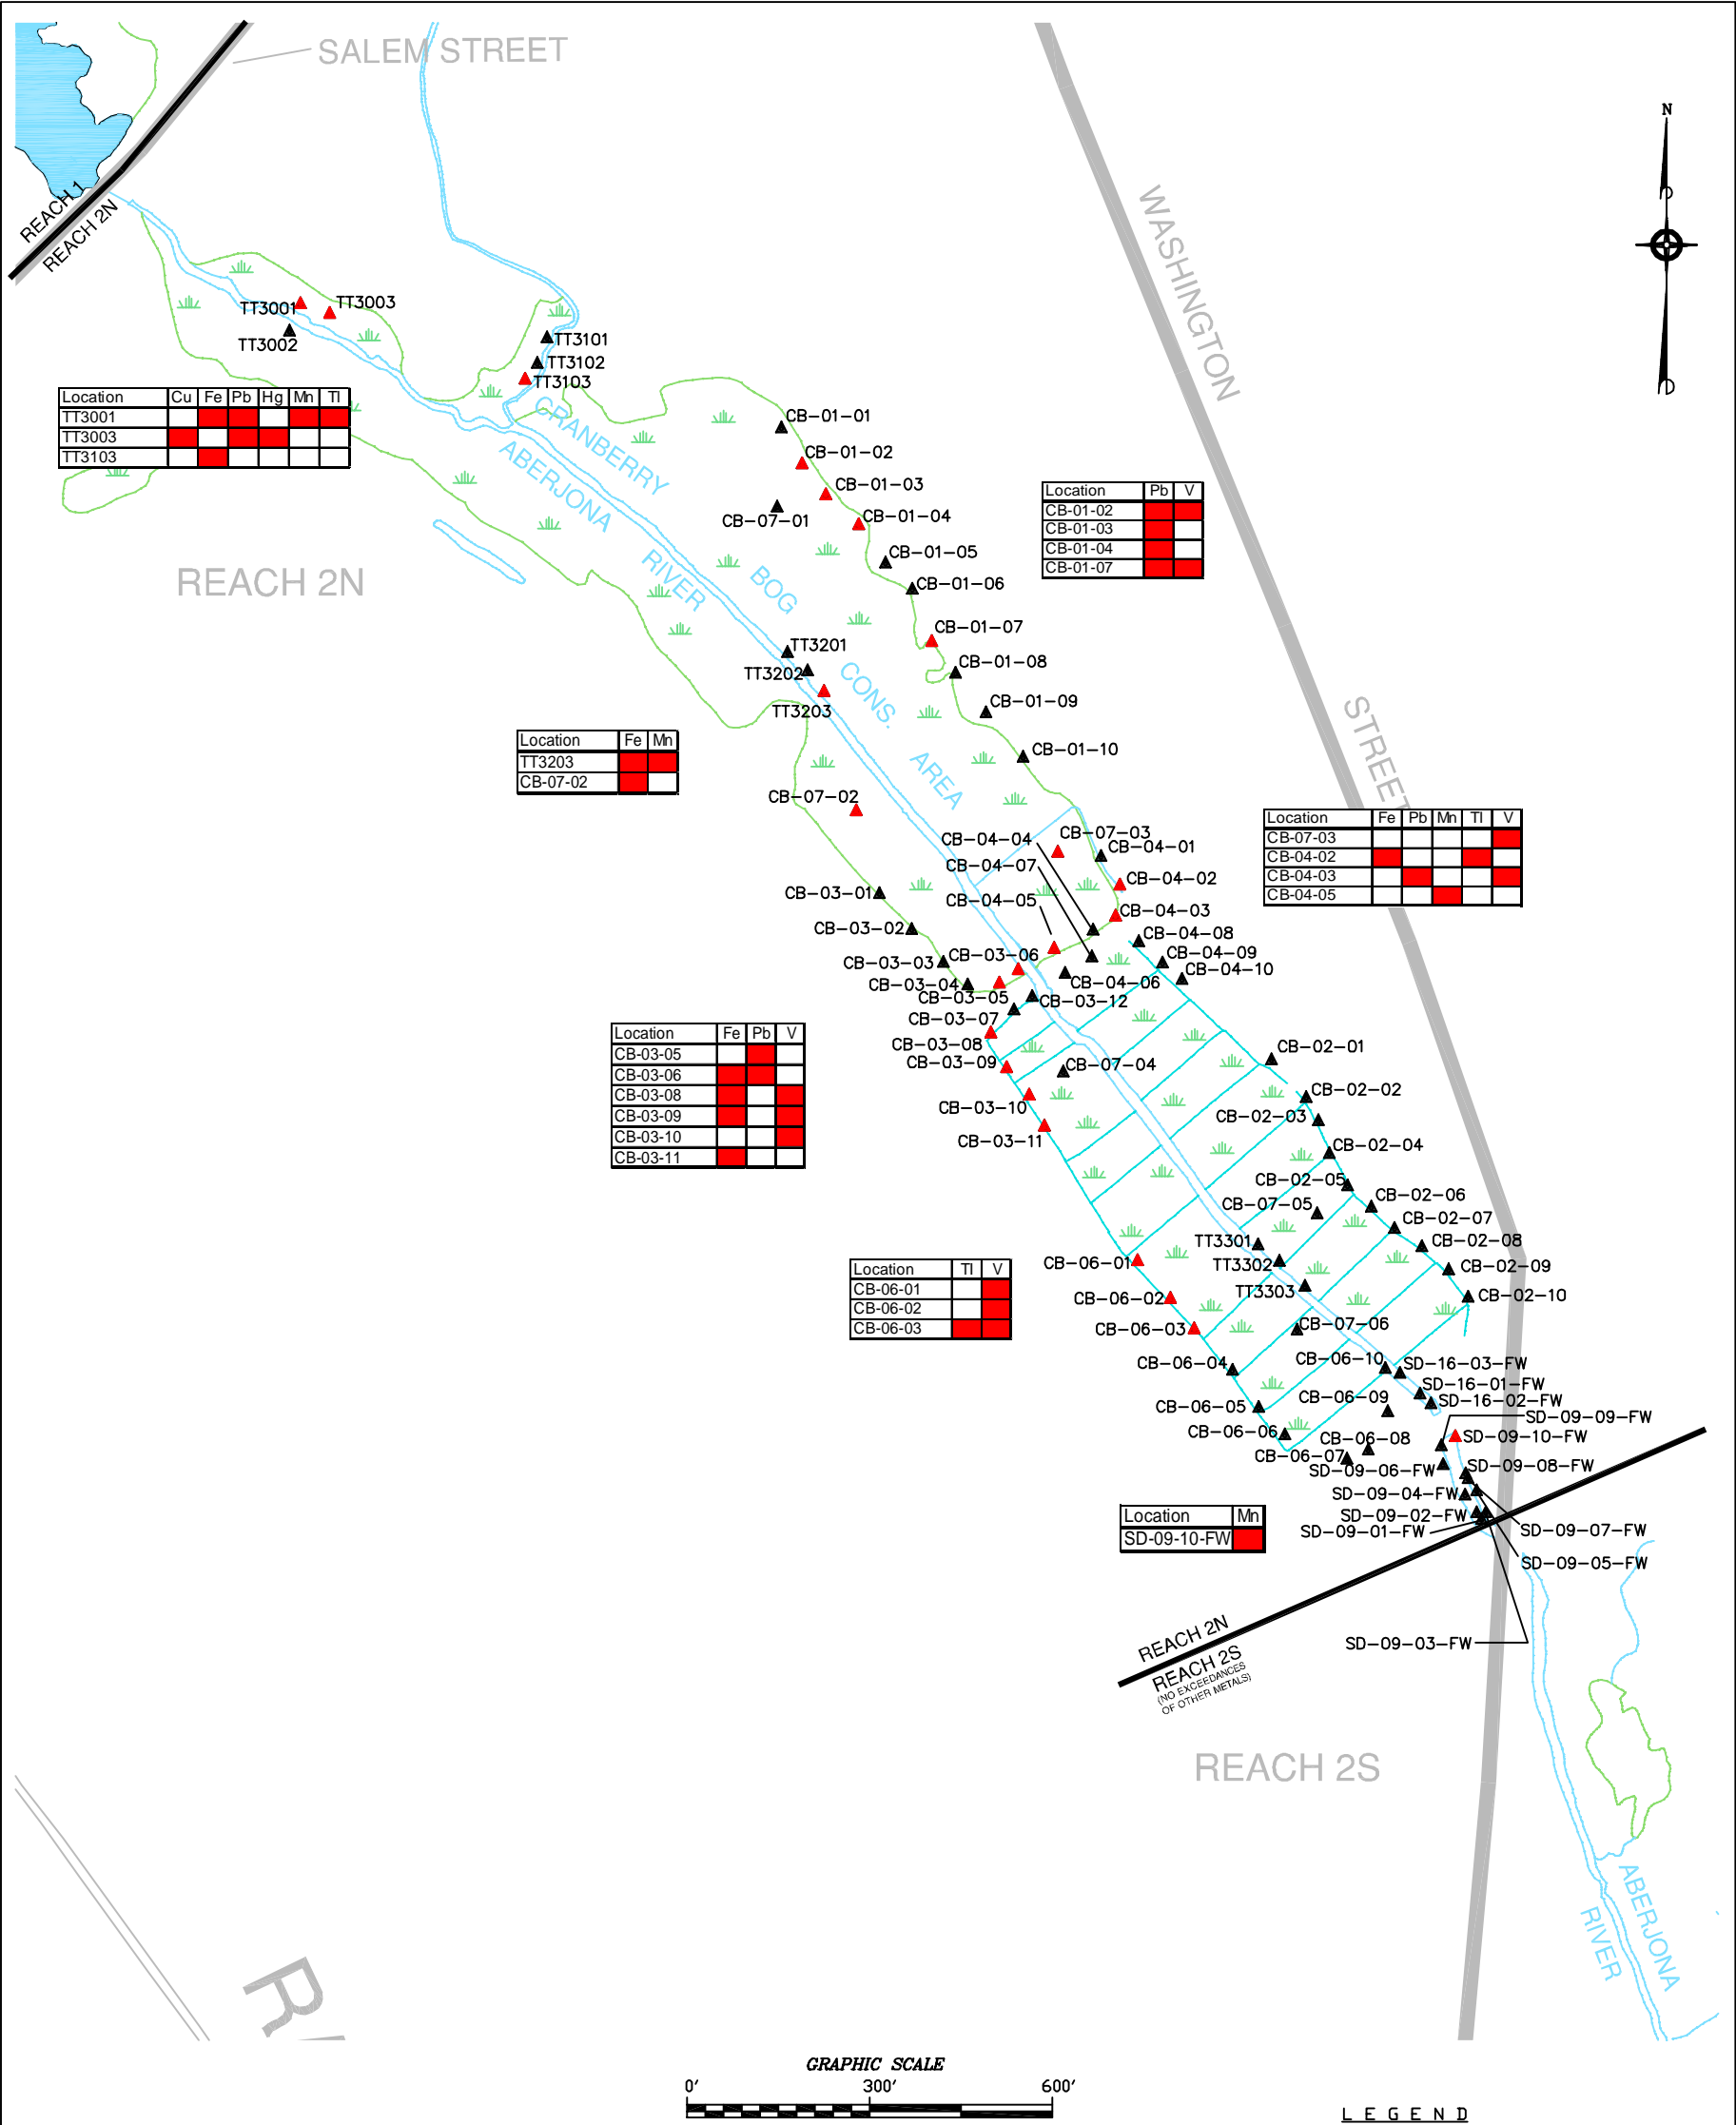 SALEM STREET
N
REACH 1
REACH 2N
WASHINGTON
STREET
TT3001
TT3003
TT3002
TT3101
TT3102
TT3103
Location Cu Fe Pb Hg Mn Tl
TT3001
TT3003
TT3103
CRANBERRY
BOG
CONS.
AREA
ABERJONA
RIVER
CB-01-01
CB-01-02
CB-01-03
CB-07-01
CB-01-04
CB-01-05
CB-01-06
CB-01-07
CB-01-08
CB-01-09
CB-01-10
Location Pb V
CB-01-02
CB-01-03
CB-01-04
CB-01-07
REACH 2N
TT3201
TT3202
TT3203
Location Fe Mn
TT3203
CB-07-02
CB-07-02
CB-04-04
CB-07-03
CB-04-01
CB-04-07
CB-04-02
CB-04-05
CB-04-03
Location Fe Pb Mn Tl V
CB-07-03
CB-04-02
CB-04-03
CB-04-05
CB-03-01
CB-03-02
CB-04-08
CB-03-03
CB-03-06
CB-04-09
CB-04-10
CB-03-04
CB-04-06
CB-03-05
CB-03-12
CB-03-07
CB-03-08
CB-03-09
CB-07-04
CB-03-10
CB-03-11
Location Fe Pb V
CB-03-05
CB-03-06
CB-03-08
CB-03-09
CB-03-10
CB-03-11
CB-02-01
CB-02-02
CB-02-03
CB-02-04
CB-02-05
CB-02-06
CB-07-05
CB-02-07
CB-02-08
TT3301
TT3302
CB-02-09
TT3303
CB-02-10
CB-06-01
CB-06-02
CB-06-03
Location Tl V
CB-06-01
CB-06-02
CB-06-03
CB-07-06
CB-06-04
CB-06-10
SD-16-03-FW
SD-16-01-FW
CB-06-09
SD-16-02-FW
CB-06-05
SD-09-09-FW
CB-06-06
CB-06-08
SD-09-10-FW
CB-06-07
SD-09-06-FW
SD-09-08-FW
SD-09-04-FW
SD-09-02-FW
SD-09-01-FW
SD-09-07-FW
SD-09-05-FW
SD-09-03-FW
Location Mn
SD-09-10-FW
REACH 2N
REACH 2S
(NO EXCEEDANCES
OF OTHER METALS)
REACH 2S
ABERJONA
RIVER
GRAPHIC SCALE
0' 300' 600'
LEGEND